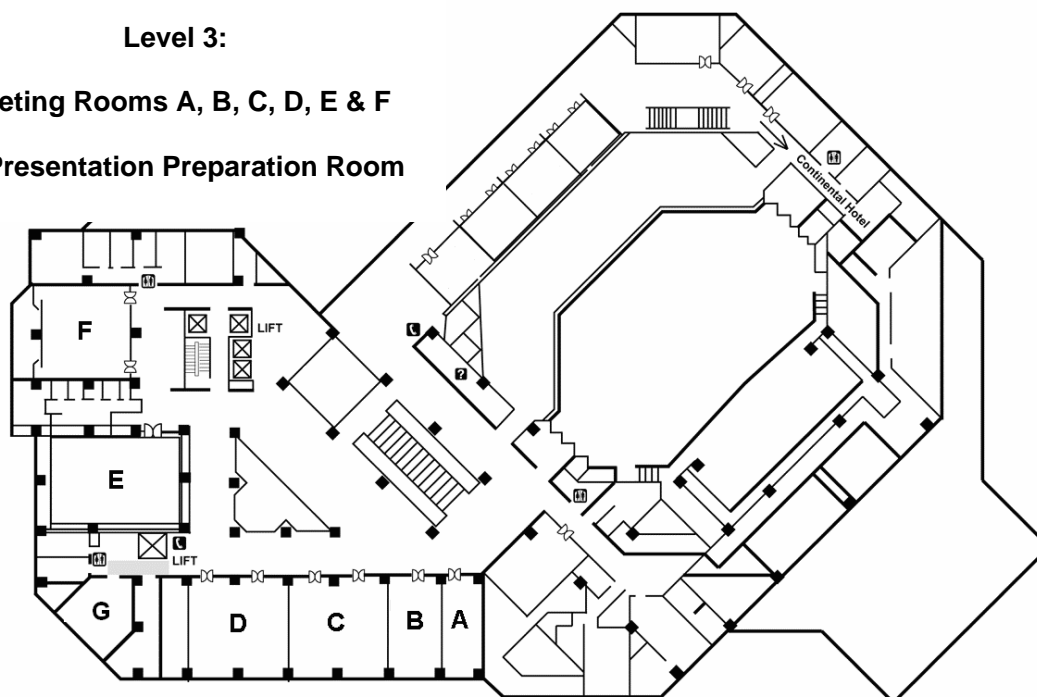 Level 3:
eting Rooms A, B, C, D, E & F
Presentation Preparation Room
Continental Hotel
F
LIFT
?
E
LIFT
G
D
C
B
A